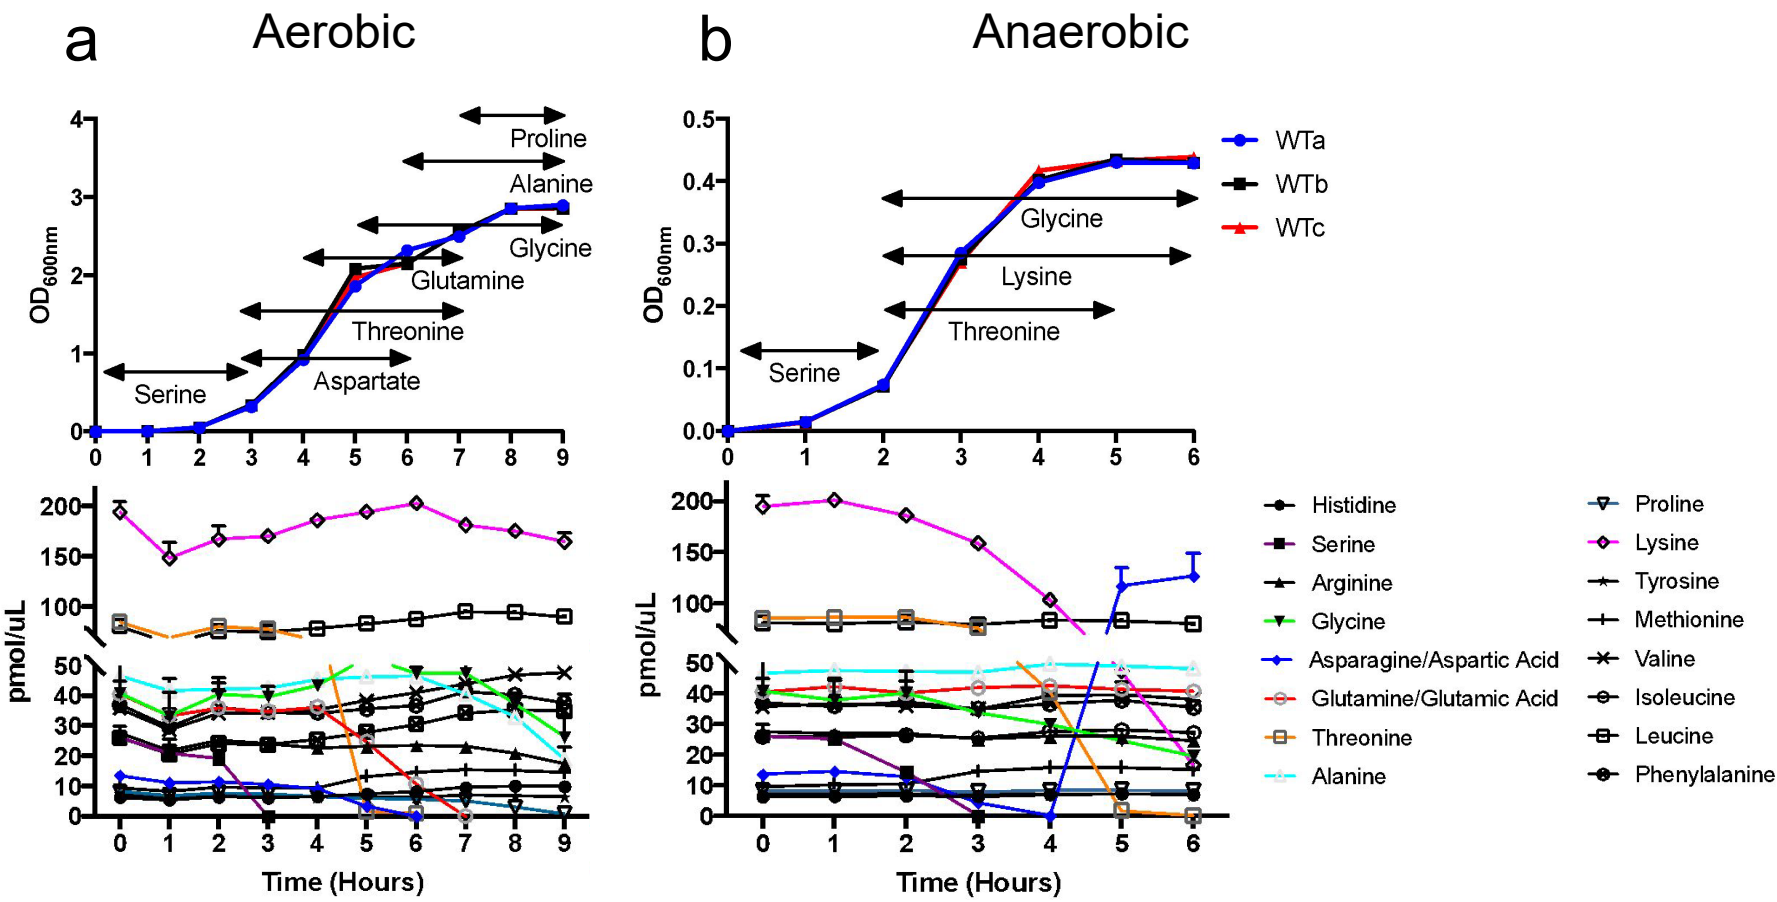 a
Aerobic
b
Anaerobic
4
3
2
1
0
OD600nm
Proline
Alanine
Glycine
Glutamine
Threonine
Aspartate
Serine
0 1 2 3 4 5 6 7 8 9
0.5
0.4
0.3
0.2
0.1
0.0
OD600nm
Glycine
Lysine
Threonine
Serine
0 1 2 3 4 5 6
WTa
WTb
WTc
200
150
100
50
40
30
20
10
0
pmol/uL
0 1 2 3 4 5 6 7 8 9
Time (Hours)
200
150
100
50
40
30
20
10
0
pmol/uL
0 1 2 3 4 5 6
Time (Hours)
Histidine
Serine
Arginine
Glycine
Asparagine/Aspartic Acid
Glutamine/Glutamic Acid
Threonine
Alanine
Proline
Lysine
Tyrosine
Methionine
Valine
Isoleucine
Leucine
Phenylalanine